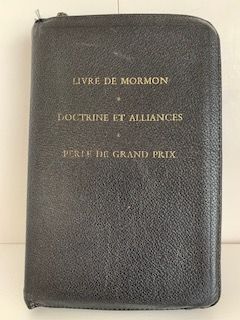 LIVRE DE MORMON
DOCTRINE ET ALLIANCES
PERLE DE GRAND PRIX